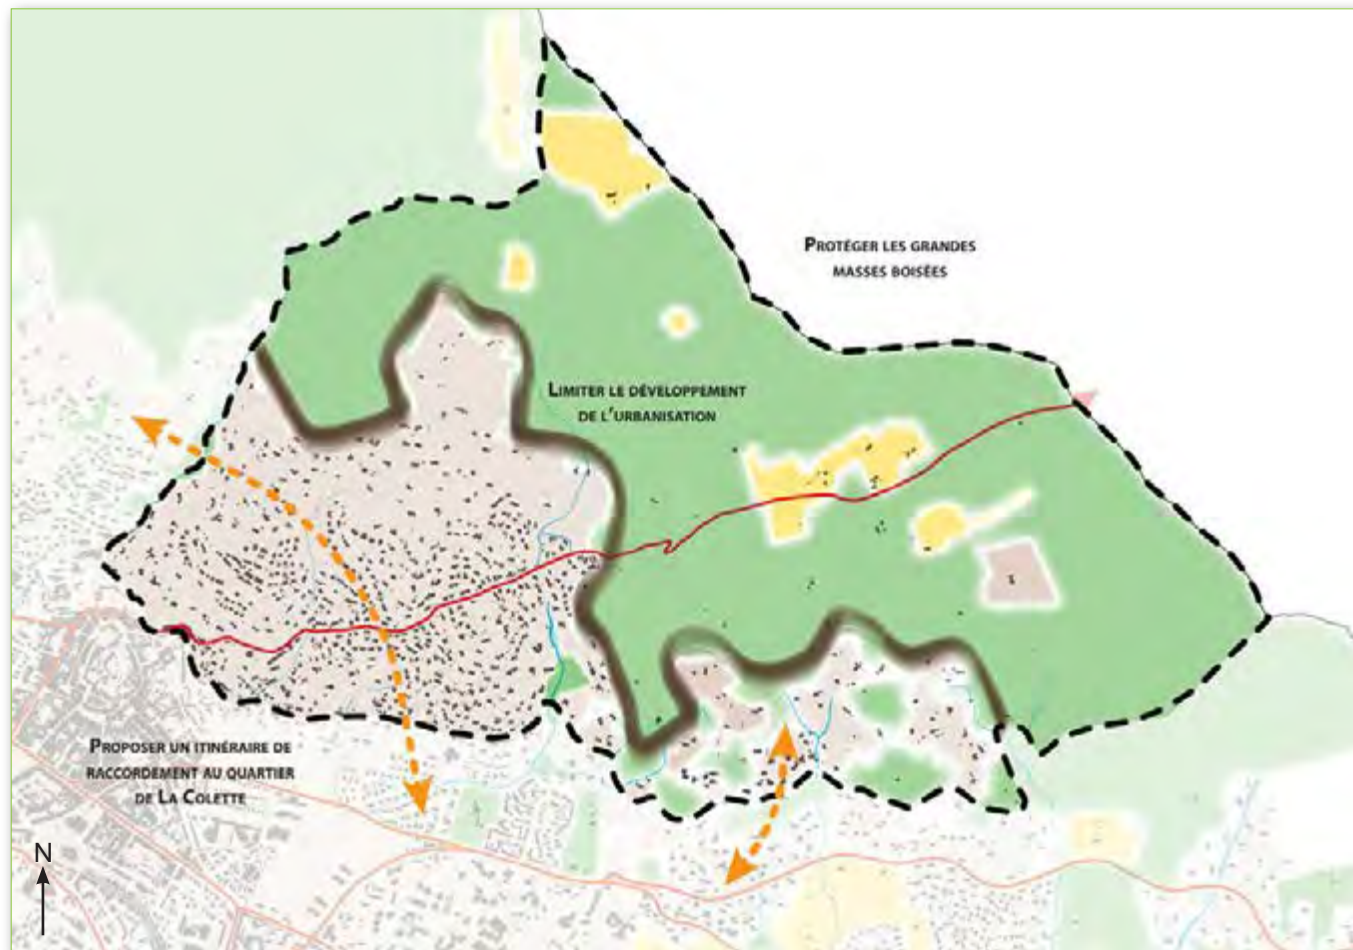 Protéger les grandes
masses boisées
Limiter le développement
de l'urbanisation
Proposer un itinéraire de
raccordement au quartier
de La Colette
N